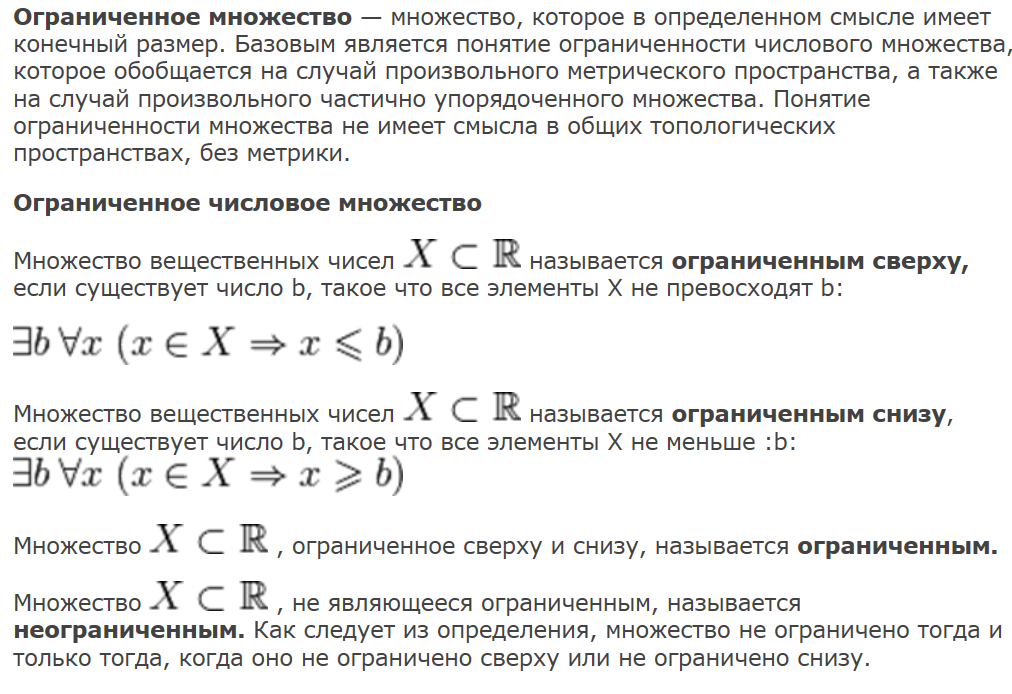 Ограниченное множество — множество, которое в определенном смысле имеет
конечный размер. Базовым является понятие ограниченности числового множества,
которое обобщается на случай произвольного метрического пространства, а также
на случай произвольного частично упорядоченного множества. Понятие
ограниченности множества не имеет смысла в общих топологических
пространствах, без метрики.
Ограниченное числовое множество
Множество вещественных чисел X ⊂ ℝ называется ограниченным сверху,
если существует число b, такое что все элементы X не превосходят b:
∃b ∀x (x ∈ X ⇒ x ⩽ b)
Множество вещественных чисел X ⊂ ℝ называется ограниченным снизу,
если существует число b, такое что все элементы X не меньше :b:
∃b ∀x (x ∈ X ⇒ x ⩾ b)
Множество X ⊂ ℝ , ограниченное сверху и снизу, называется ограниченным.
Множество X ⊂ ℝ , не являющееся ограниченным, называется
неограниченным. Как следует из определения, множество не ограничено тогда и
только тогда, когда оно не ограничено сверху или не ограничено снизу.